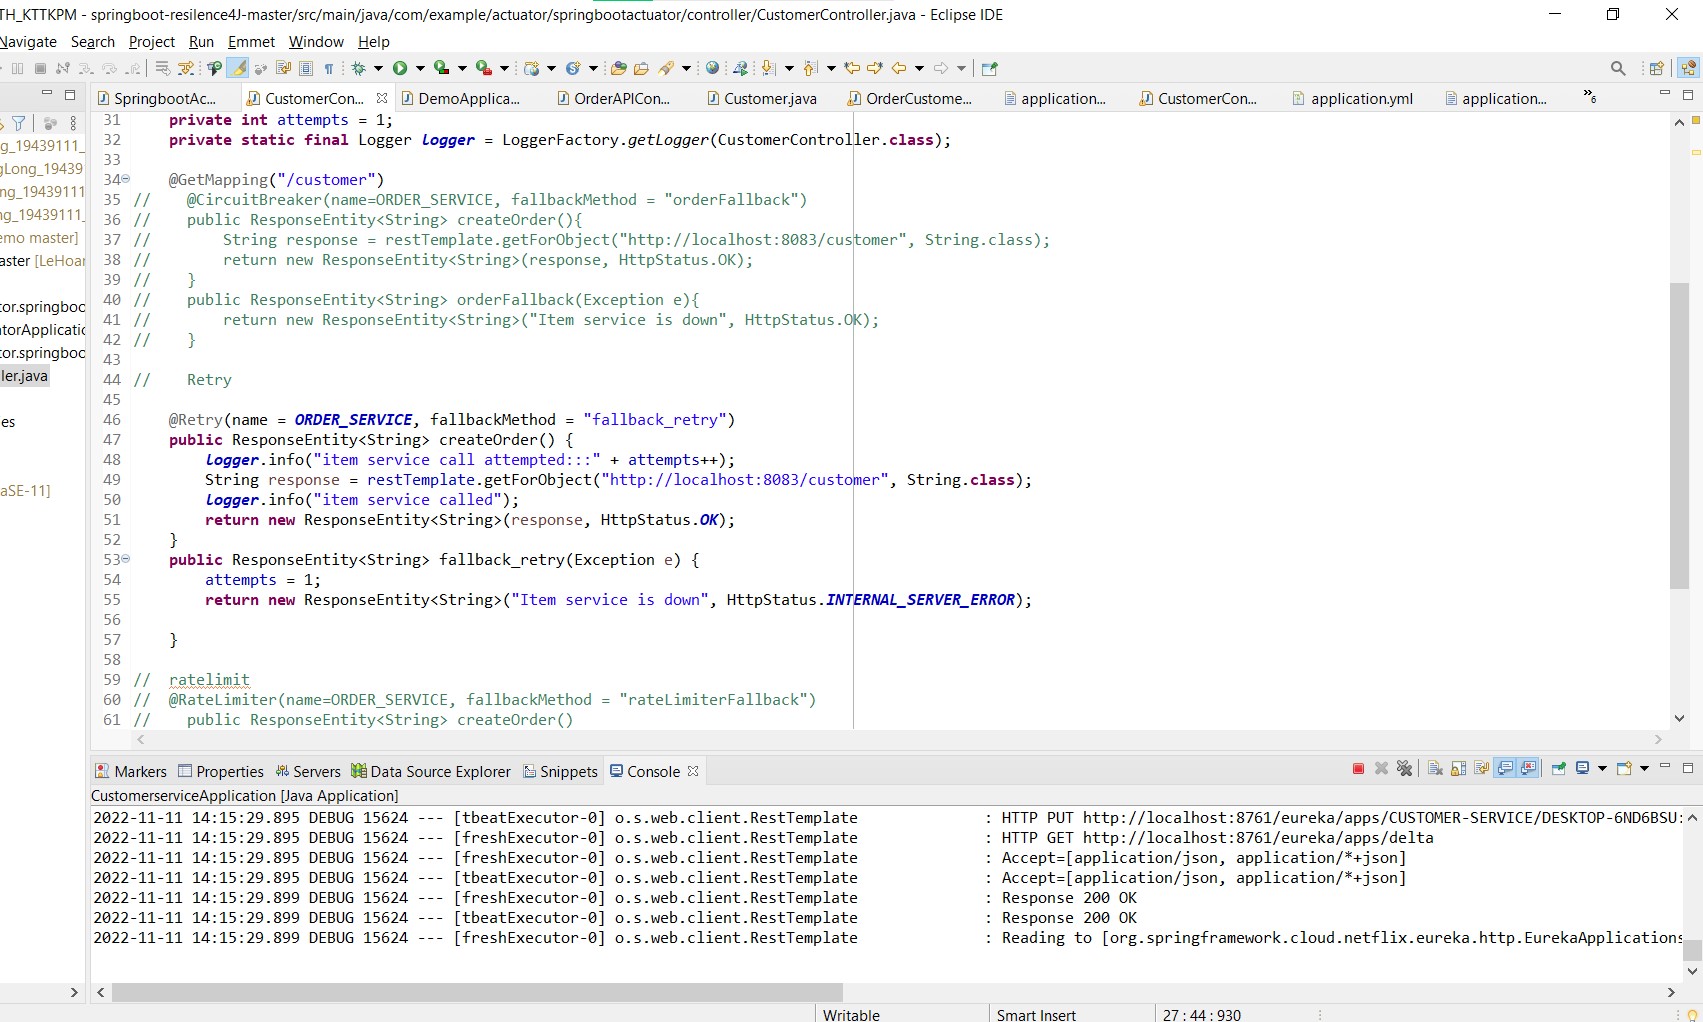 TH_KTTKPM - springboot-resilence4J-master/src/main/java/com/example/actuator/springbootactuator/controller/CustomerController.java - Eclipse IDE
Navigate Search Project Run Emmet Window Help
SpringbootAc... CustomerCon... DemoApplica... OrderAPICon... Customer.java OrderCustome... application... CustomerCon... application.yml application... »6
ng_19439111_
gLong_19439
ng_19439111
ng_19439111_
emo master]
aster [LeHoar
tor.springboo
atorApplicatio
tor.springboo
ler.java
es
aSE-11]
31 private int attempts = 1;
32 private static final Logger logger = LoggerFactory.getLogger(CustomerController.class);
33
34 @GetMapping("/customer")
35 // @CircuitBreaker(name=ORDER_SERVICE, fallbackMethod = "orderFallback")
36 // public ResponseEntity<String> createOrder(){
37 // String response = restTemplate.getForObject("http://localhost:8083/customer", String.class);
38 // return new ResponseEntity<String>(response, HttpStatus.OK);
39 // }
40 // public ResponseEntity<String> orderFallback(Exception e){
41 // return new ResponseEntity<String>("Item service is down", HttpStatus.OK);
42 // }
43
44 // Retry
45
46 @Retry(name = ORDER_SERVICE, fallbackMethod = "fallback_retry")
47 public ResponseEntity<String> createOrder() {
48 logger.info("item service call attempted:::" + attempts++);
49 String response = restTemplate.getForObject("http://localhost:8083/customer", String.class);
50 logger.info("item service called");
51 return new ResponseEntity<String>(response, HttpStatus.OK);
52 }
53 public ResponseEntity<String> fallback_retry(Exception e) {
54 attempts = 1;
55 return new ResponseEntity<String>("Item service is down", HttpStatus.INTERNAL_SERVER_ERROR);
56
57 }
58
59 // ratelimit
60 // @RateLimiter(name=ORDER_SERVICE, fallbackMethod = "rateLimiterFallback")
61 // public ResponseEntity<String> createOrder()
Markers Properties Servers Data Source Explorer Snippets Console
CustomerserviceApplication [Java Application]
2022-11-11 14:15:29.895 DEBUG 15624 --- [tbeatExecutor-0] o.s.web.client.RestTemplate : HTTP PUT http://localhost:8761/eureka/apps/CUSTOMER-SERVICE/DESKTOP-6ND6BSU:
2022-11-11 14:15:29.895 DEBUG 15624 --- [freshExecutor-0] o.s.web.client.RestTemplate : HTTP GET http://localhost:8761/eureka/apps/delta
2022-11-11 14:15:29.895 DEBUG 15624 --- [freshExecutor-0] o.s.web.client.RestTemplate : Accept=[application/json, application/*+json]
2022-11-11 14:15:29.895 DEBUG 15624 --- [tbeatExecutor-0] o.s.web.client.RestTemplate : Accept=[application/json, application/*+json]
2022-11-11 14:15:29.899 DEBUG 15624 --- [freshExecutor-0] o.s.web.client.RestTemplate : Response 200 OK
2022-11-11 14:15:29.899 DEBUG 15624 --- [tbeatExecutor-0] o.s.web.client.RestTemplate : Response 200 OK
2022-11-11 14:15:29.899 DEBUG 15624 --- [freshExecutor-0] o.s.web.client.RestTemplate : Reading to [org.springframework.cloud.netflix.eureka.http.EurekaApplications
Writable Smart Insert 27 : 44 : 930